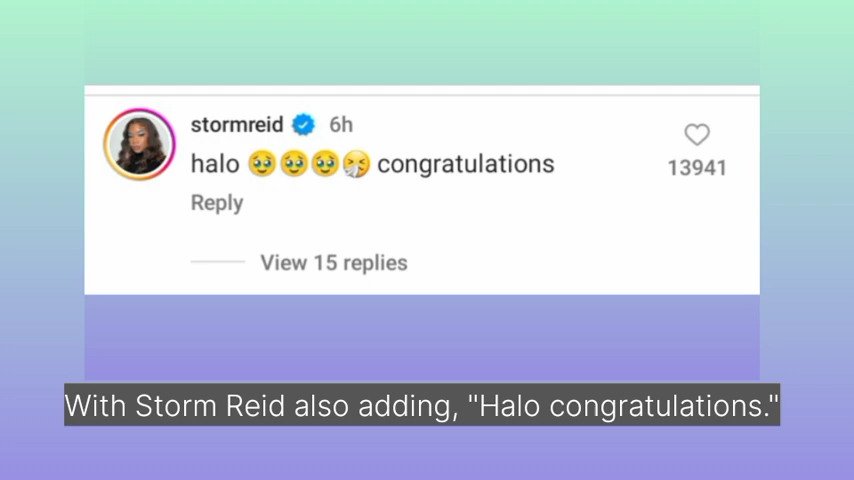 stormreid 6h
halo 🥹🥹🥹🤧 congratulations
13941
Reply
View 15 replies
With Storm Reid also adding, "Halo congratulations."